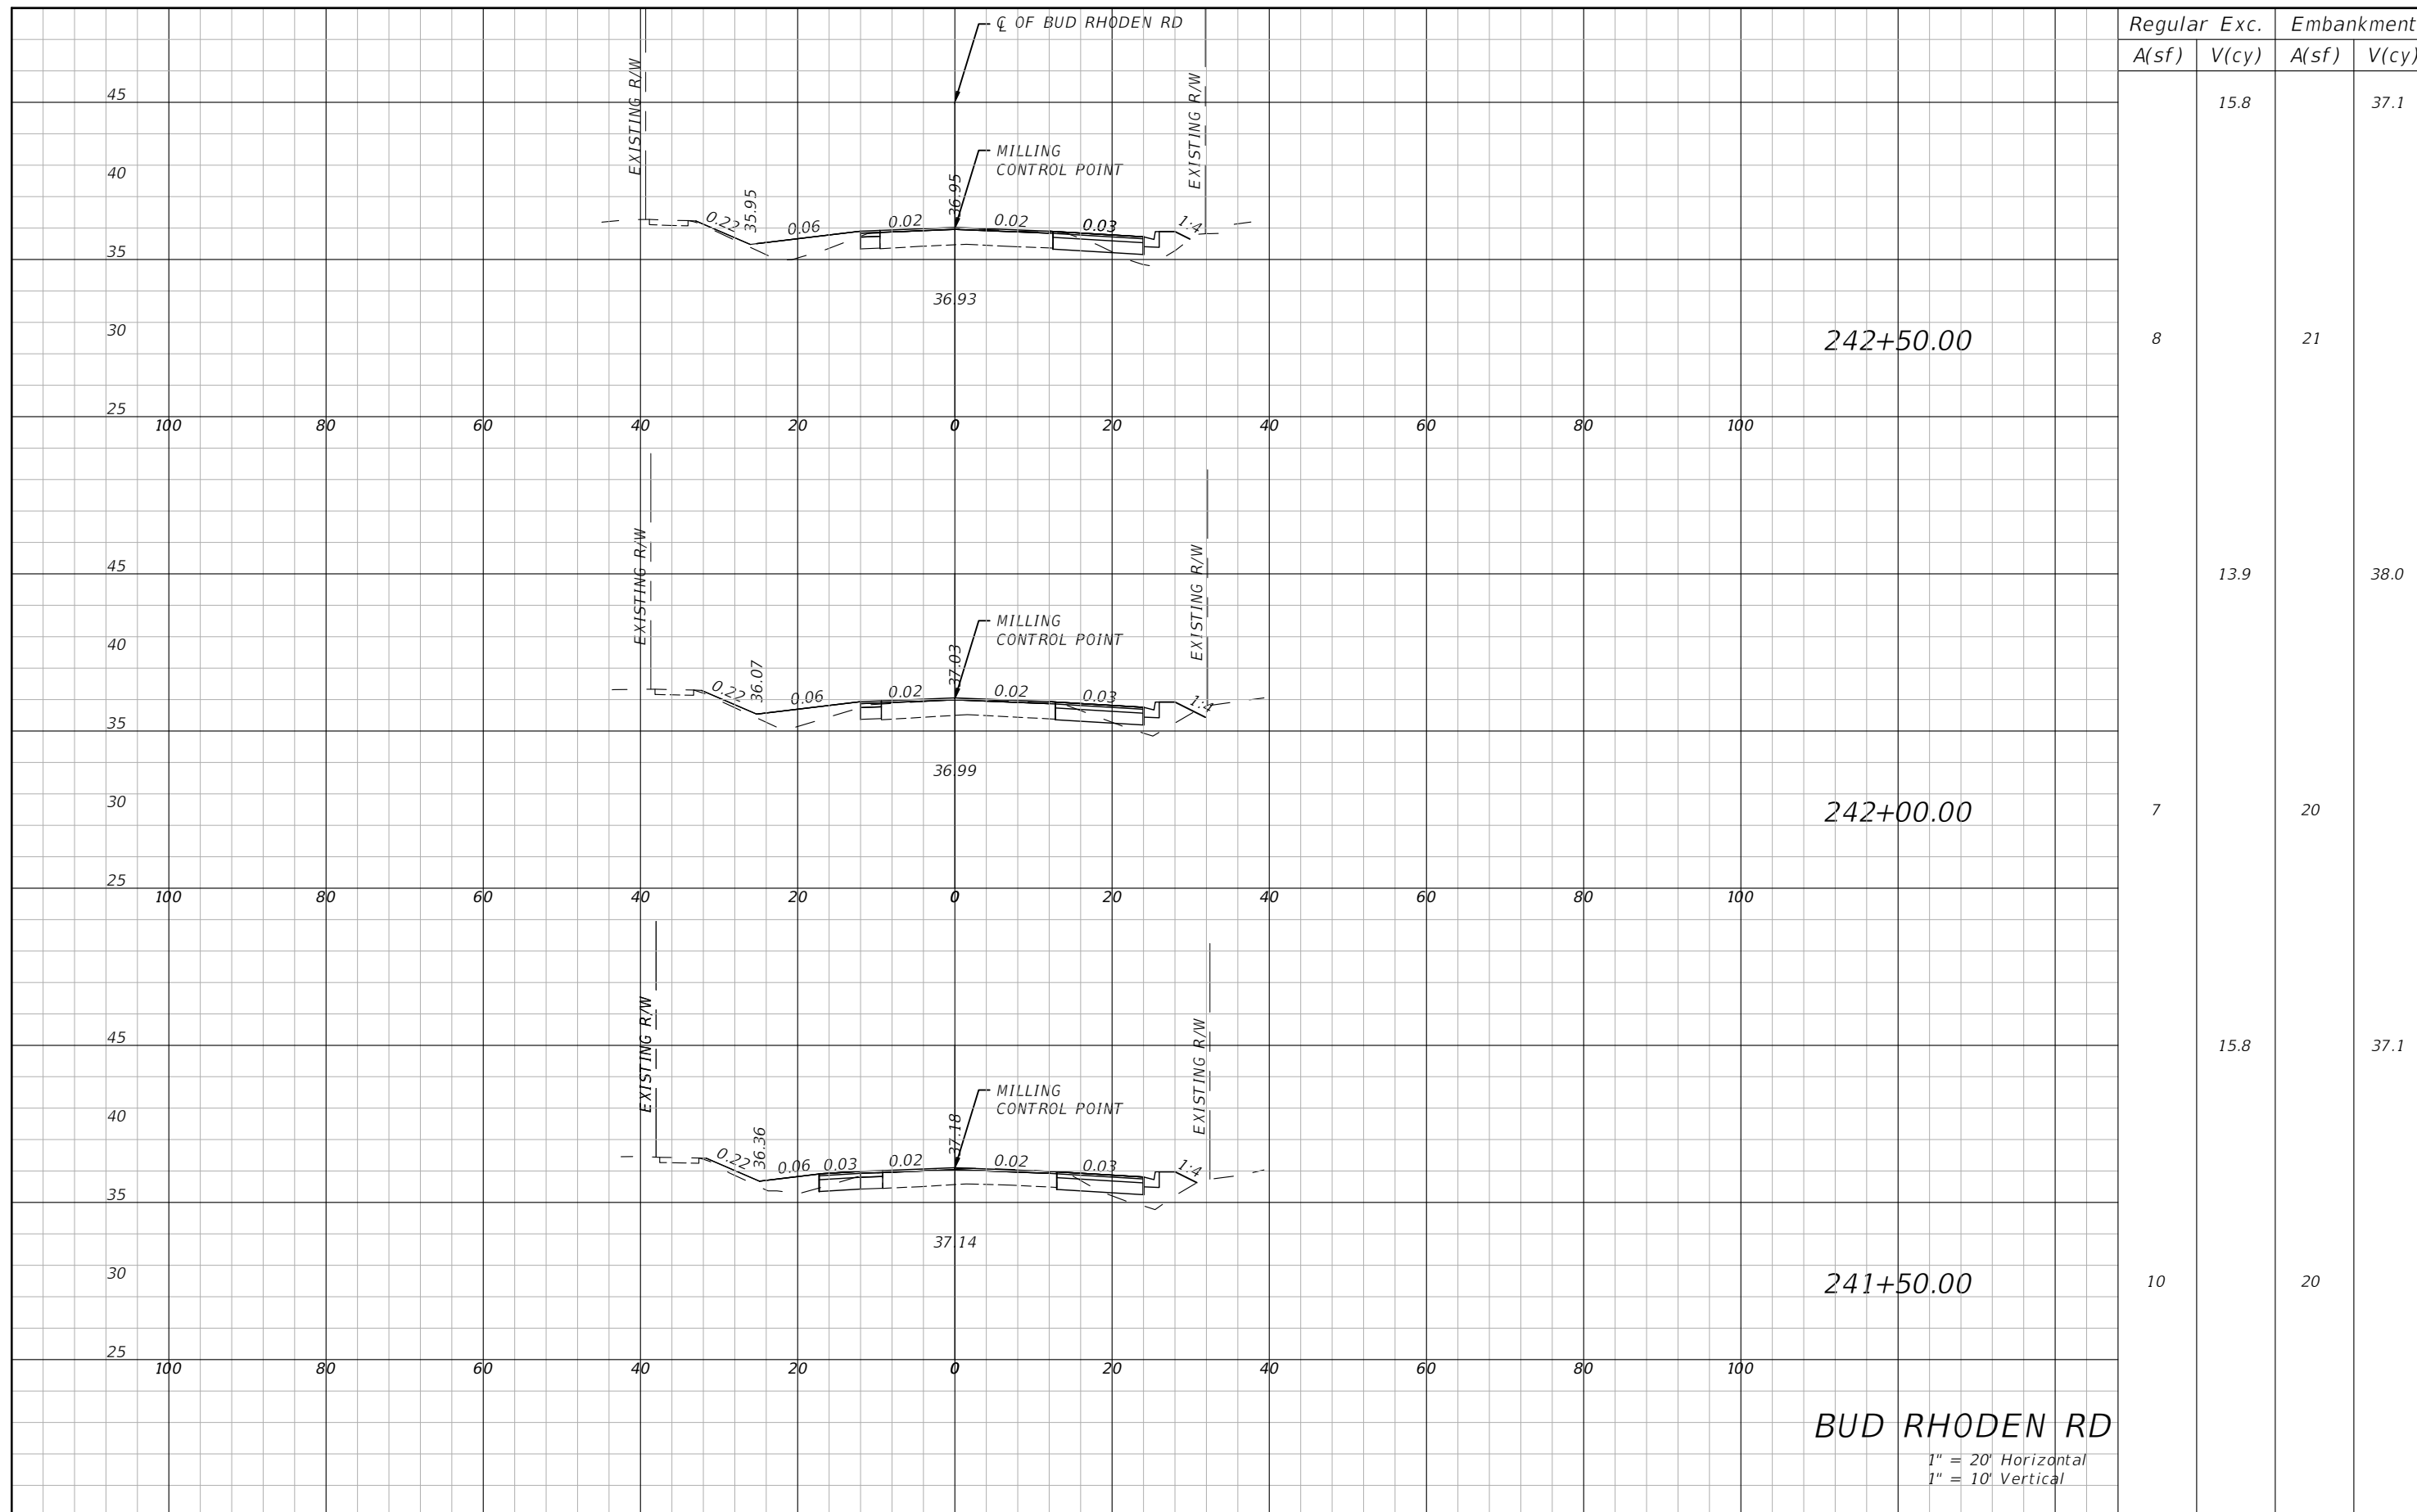 ℄ OF BUD RHODEN RD
Regular Exc. Embankment
A(sf) V(cy) A(sf) V(cy)
45
15.8 37.1
EXISTING R/W
EXISTING R/W
MILLING
CONTROL POINT
40
0.22
35.95
0.06
0.02
36.95
0.02
0.03
1:4
35
36.93
30
242+50.00
8 21
25
100 80 60 40 20 0 20 40 60 80 100
45
13.9 38.0
EXISTING R/W
EXISTING R/W
MILLING
CONTROL POINT
40
0.22
36.07
0.06
0.02
37.03
0.02
0.03
1:4
35
36.99
30
242+00.00
7 20
25
100 80 60 40 20 0 20 40 60 80 100
45
15.8 37.1
EXISTING R/W
EXISTING R/W
MILLING
CONTROL POINT
40
0.22
36.36
0.06
0.03
0.02
37.18
0.02
0.03
1:4
35
37.14
30
241+50.00
10 20
25
100 80 60 40 20 0 20 40 60 80 100
BUD RHODEN RD
1" = 20' Horizontal
1" = 10' Vertical